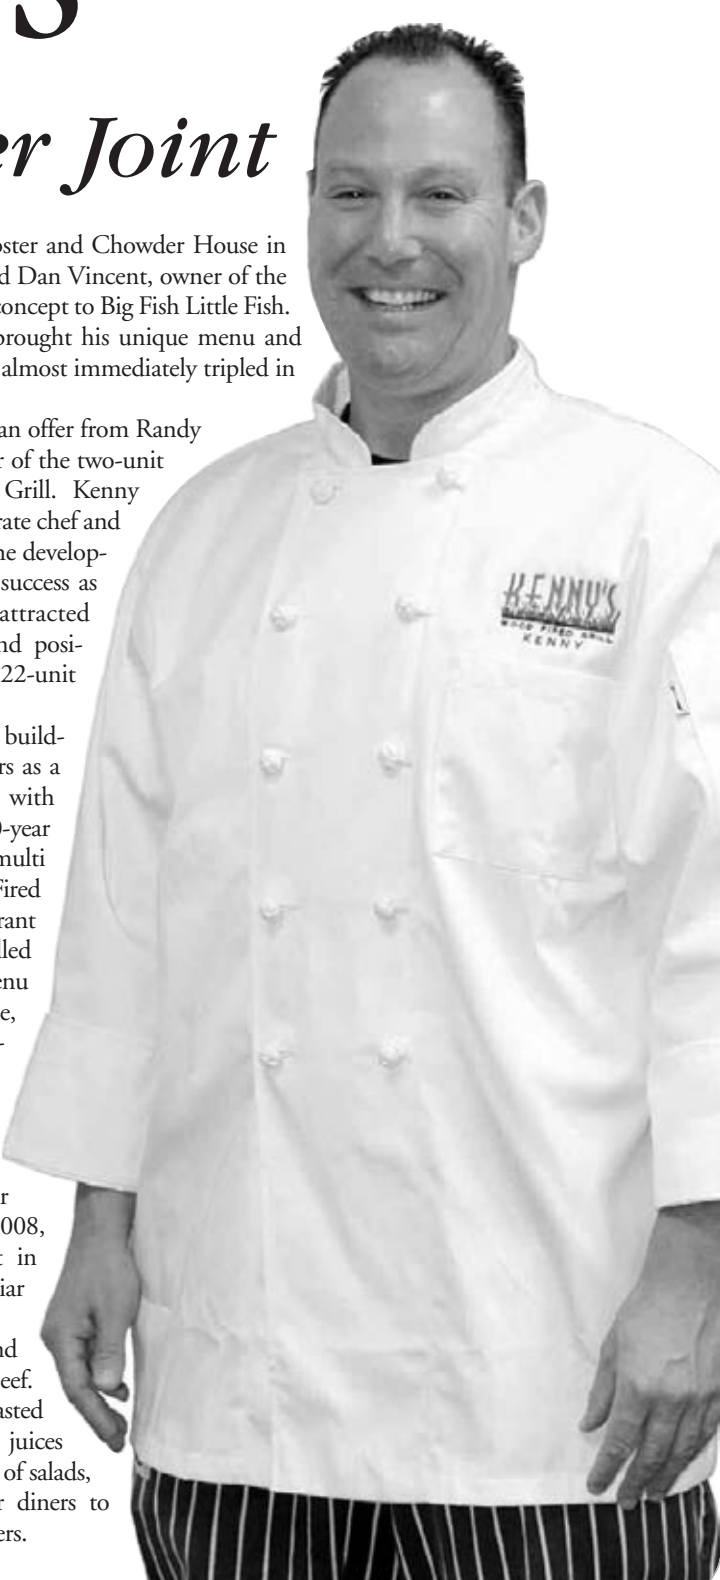 S
er Joint
oster and Chowder House in
d Dan Vincent, owner of the
concept to Big Fish Little Fish.
brought his unique menu and
almost immediately tripled in
an offer from Randy
r of the two-unit
Grill. Kenny
rate chef and
he develop-
success as
attracted
nd posi-
22-unit
build-
rs as a
with
0-year
multi
Fired
rant
lled
enu
e,
-
r
008,
t in
iar
nd
eef.
asted
juices
of salads,
r diners to
ers.
KENNY'S
WOOD FIRED GRILL
KENNY